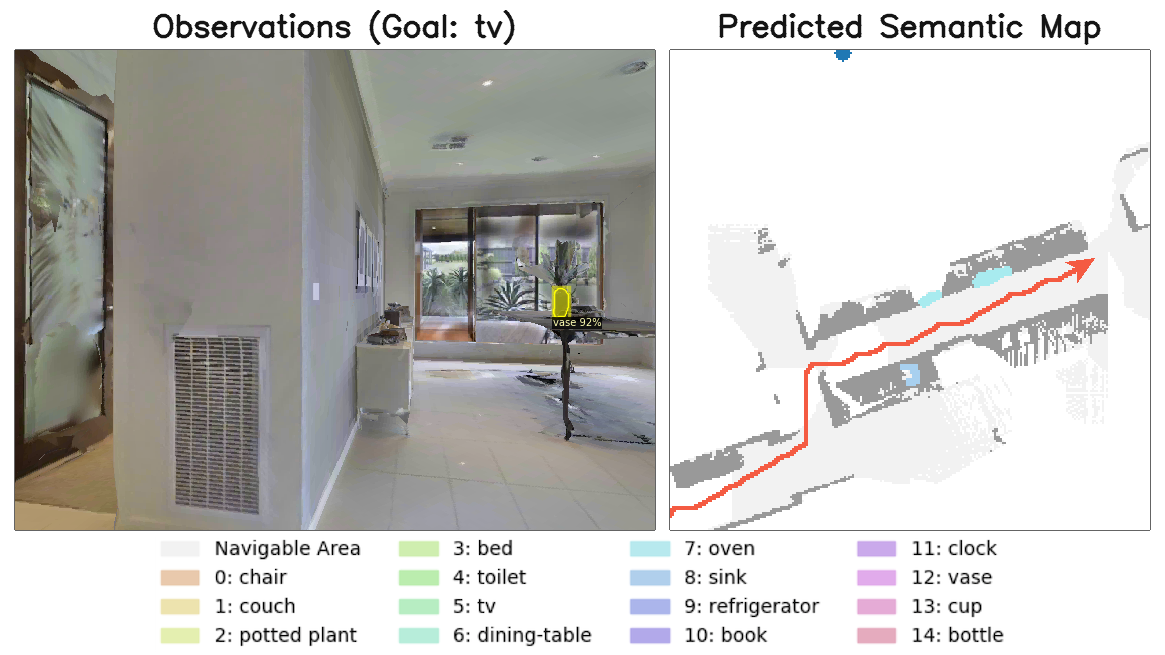 Observations (Goal: tv)
Predicted Semantic Map
vase 92%
Navigable Area
0: chair
1: couch
2: potted plant
3: bed
4: toilet
5: tv
6: dining-table
7: oven
8: sink
9: refrigerator
10: book
11: clock
12: vase
13: cup
14: bottle